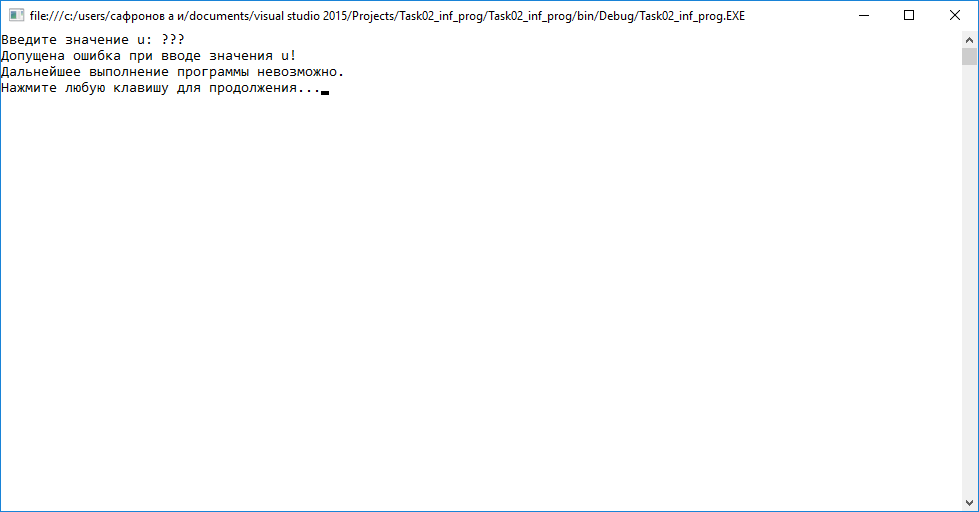 file:///c:/users/сафронов а и/documents/visual studio 2015/Projects/Task02_inf_prog/Task02_inf_prog/bin/Debug/Task02_inf_prog.EXE
Введите значение u: ???
Допущена ошибка при вводе значения u!
Дальнейшее выполнение программы невозможно.
Нажмите любую клавишу для продолжения...